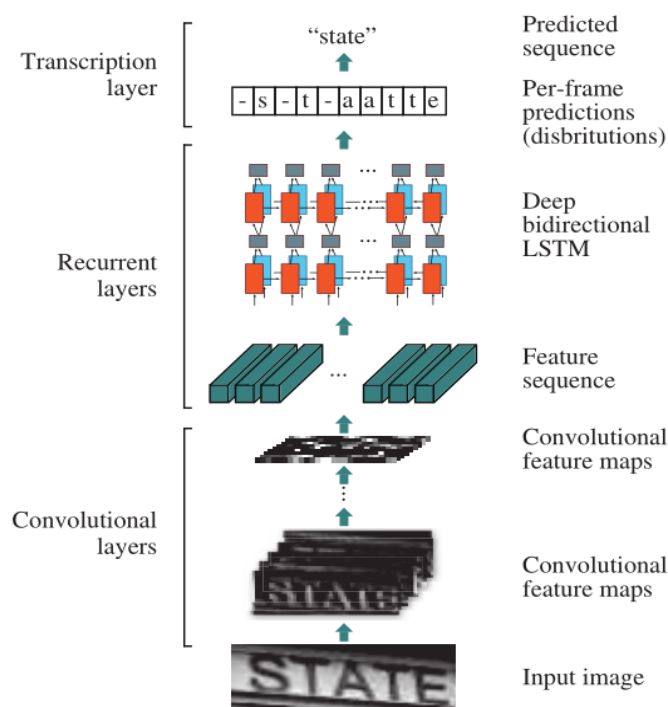 "state"
Predicted
sequence
Transcription
layer
- s - t - a a t t e
Per-frame
predictions
(disbritutions)
Recurrent
layers
Deep
bidirectional
LSTM
Feature
sequence
...
Convolutional
layers
Convolutional
feature maps
Convolutional
feature maps
STATE
STATE
Input image